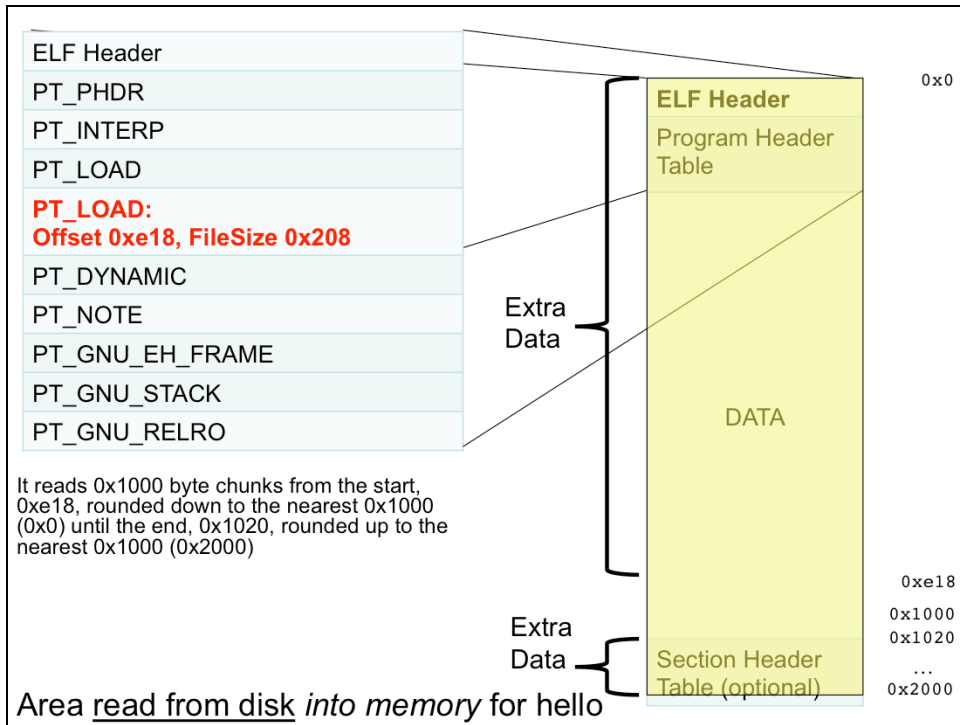 ELF Header
PT_PHDR
PT_INTERP
PT_LOAD
PT_LOAD:
Offset 0xe18, FileSize 0x208
PT_DYNAMIC
PT_NOTE
PT_GNU_EH_FRAME
PT_GNU_STACK
PT_GNU_RELRO
It reads 0x1000 byte chunks from the start,
0xe18, rounded down to the nearest 0x1000
(0x0) until the end, 0x1020, rounded up to the
nearest 0x1000 (0x2000)
Extra
Data
Extra
Data
ELF Header
Program Header
Table
DATA
Section Header
Table (optional)
0x0
0xe18
0x1000
0x1020
...
0x2000
Area read from disk into memory for hello